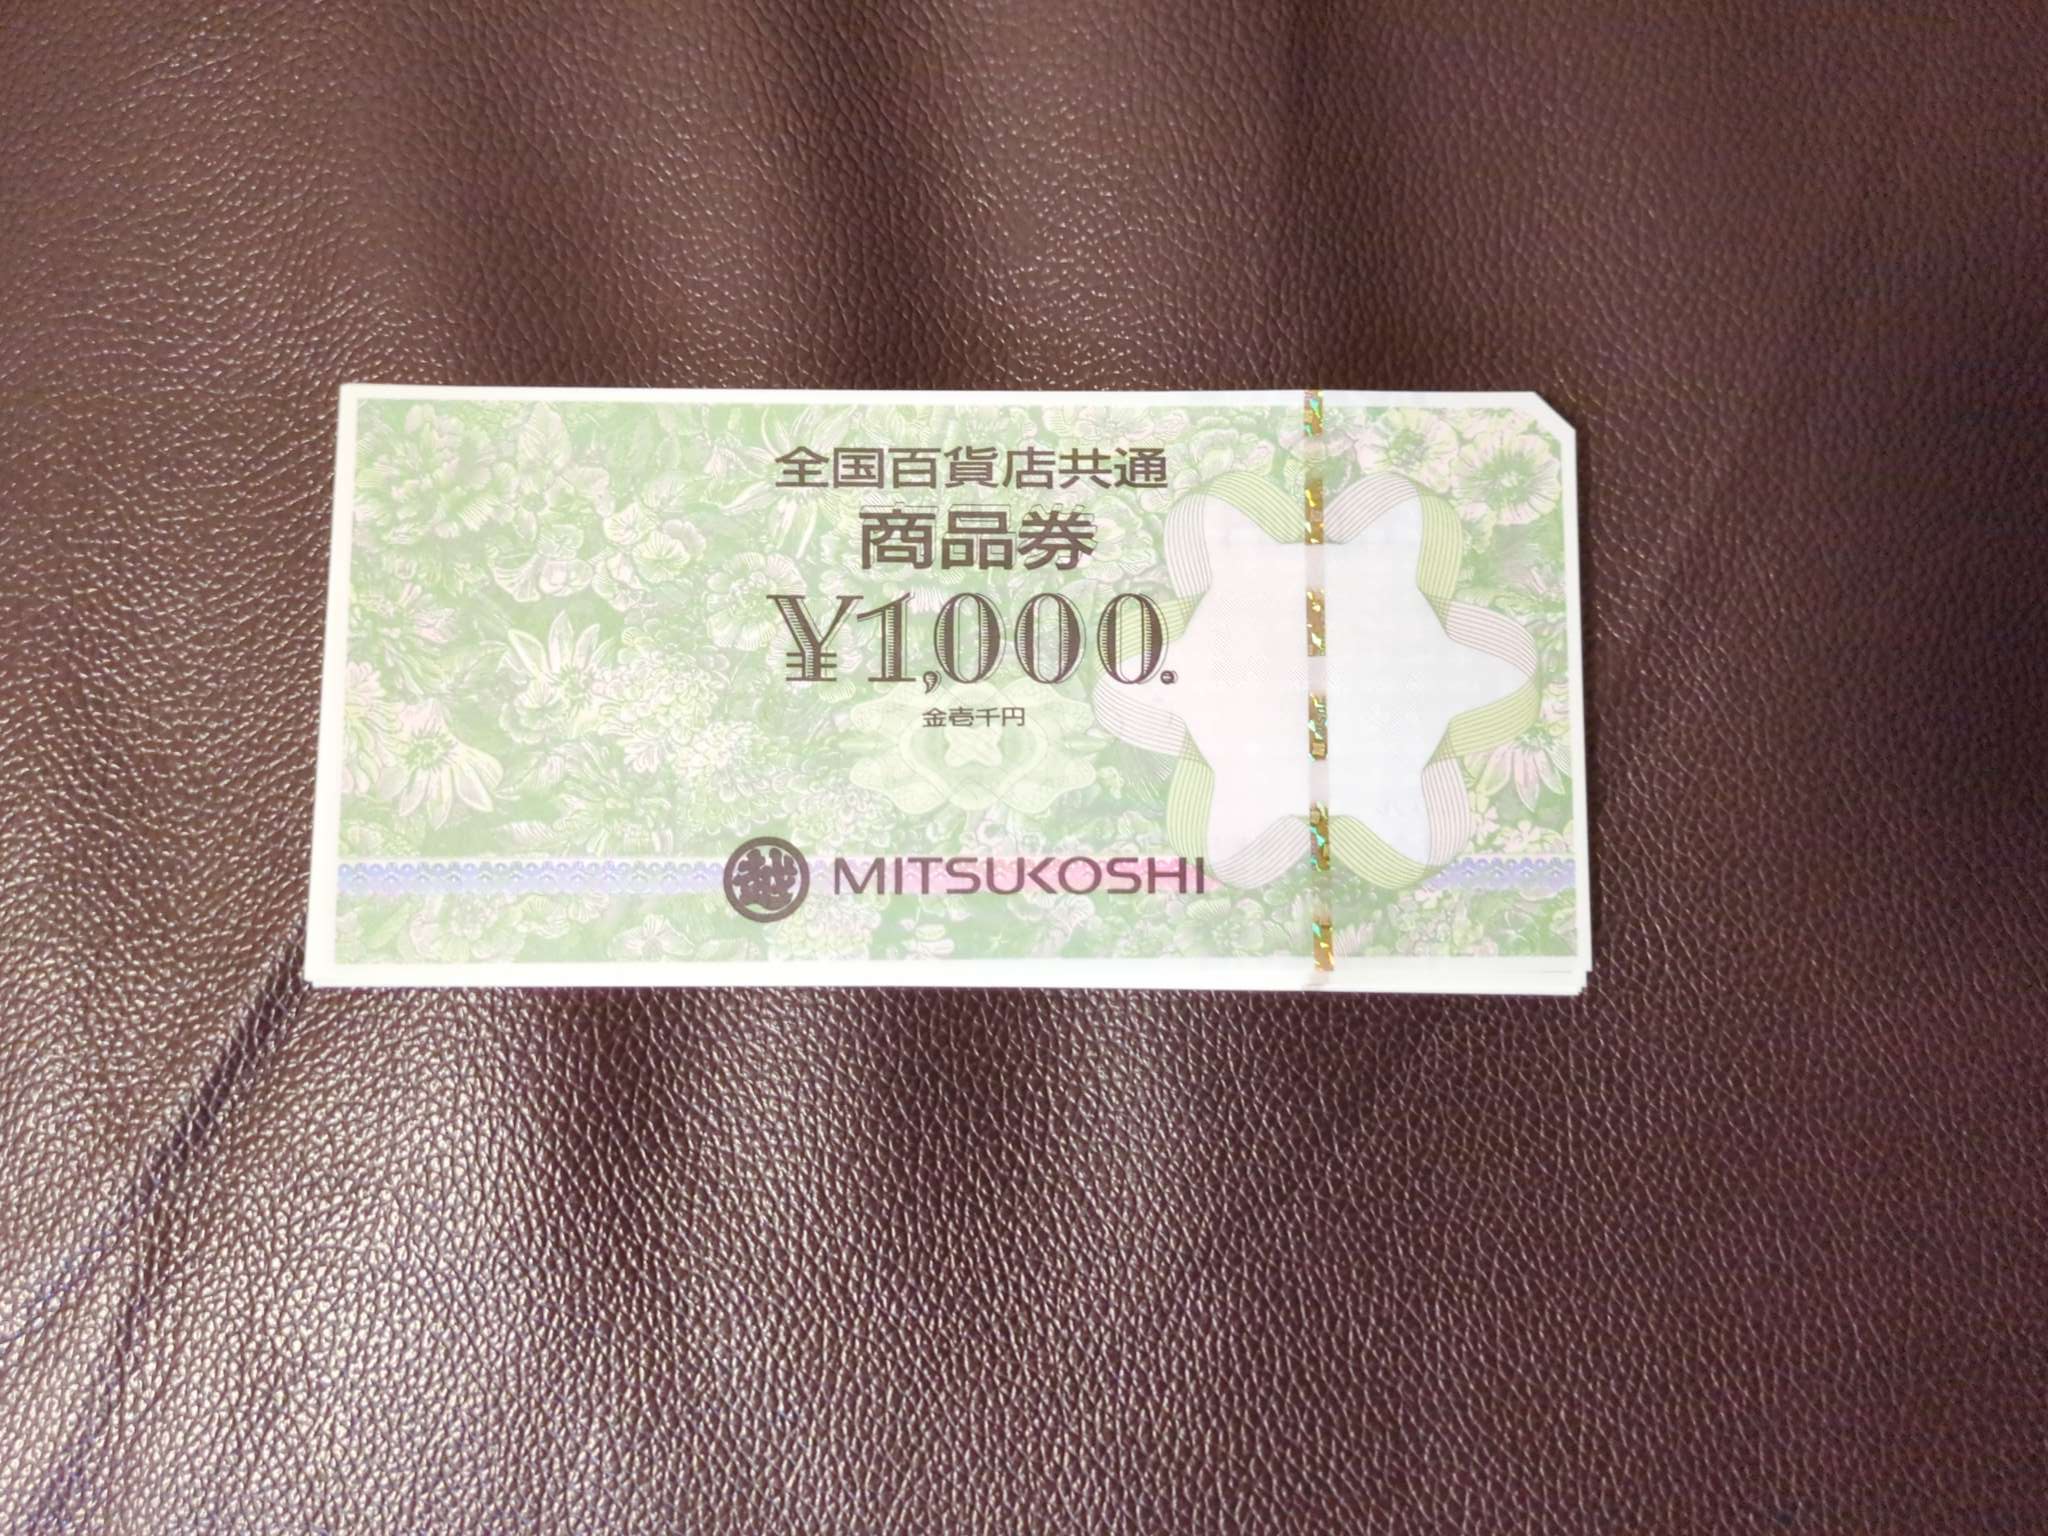 全国百貨店共通
商品券
¥1,000.
金壱千円
越 MITSUKOSHI